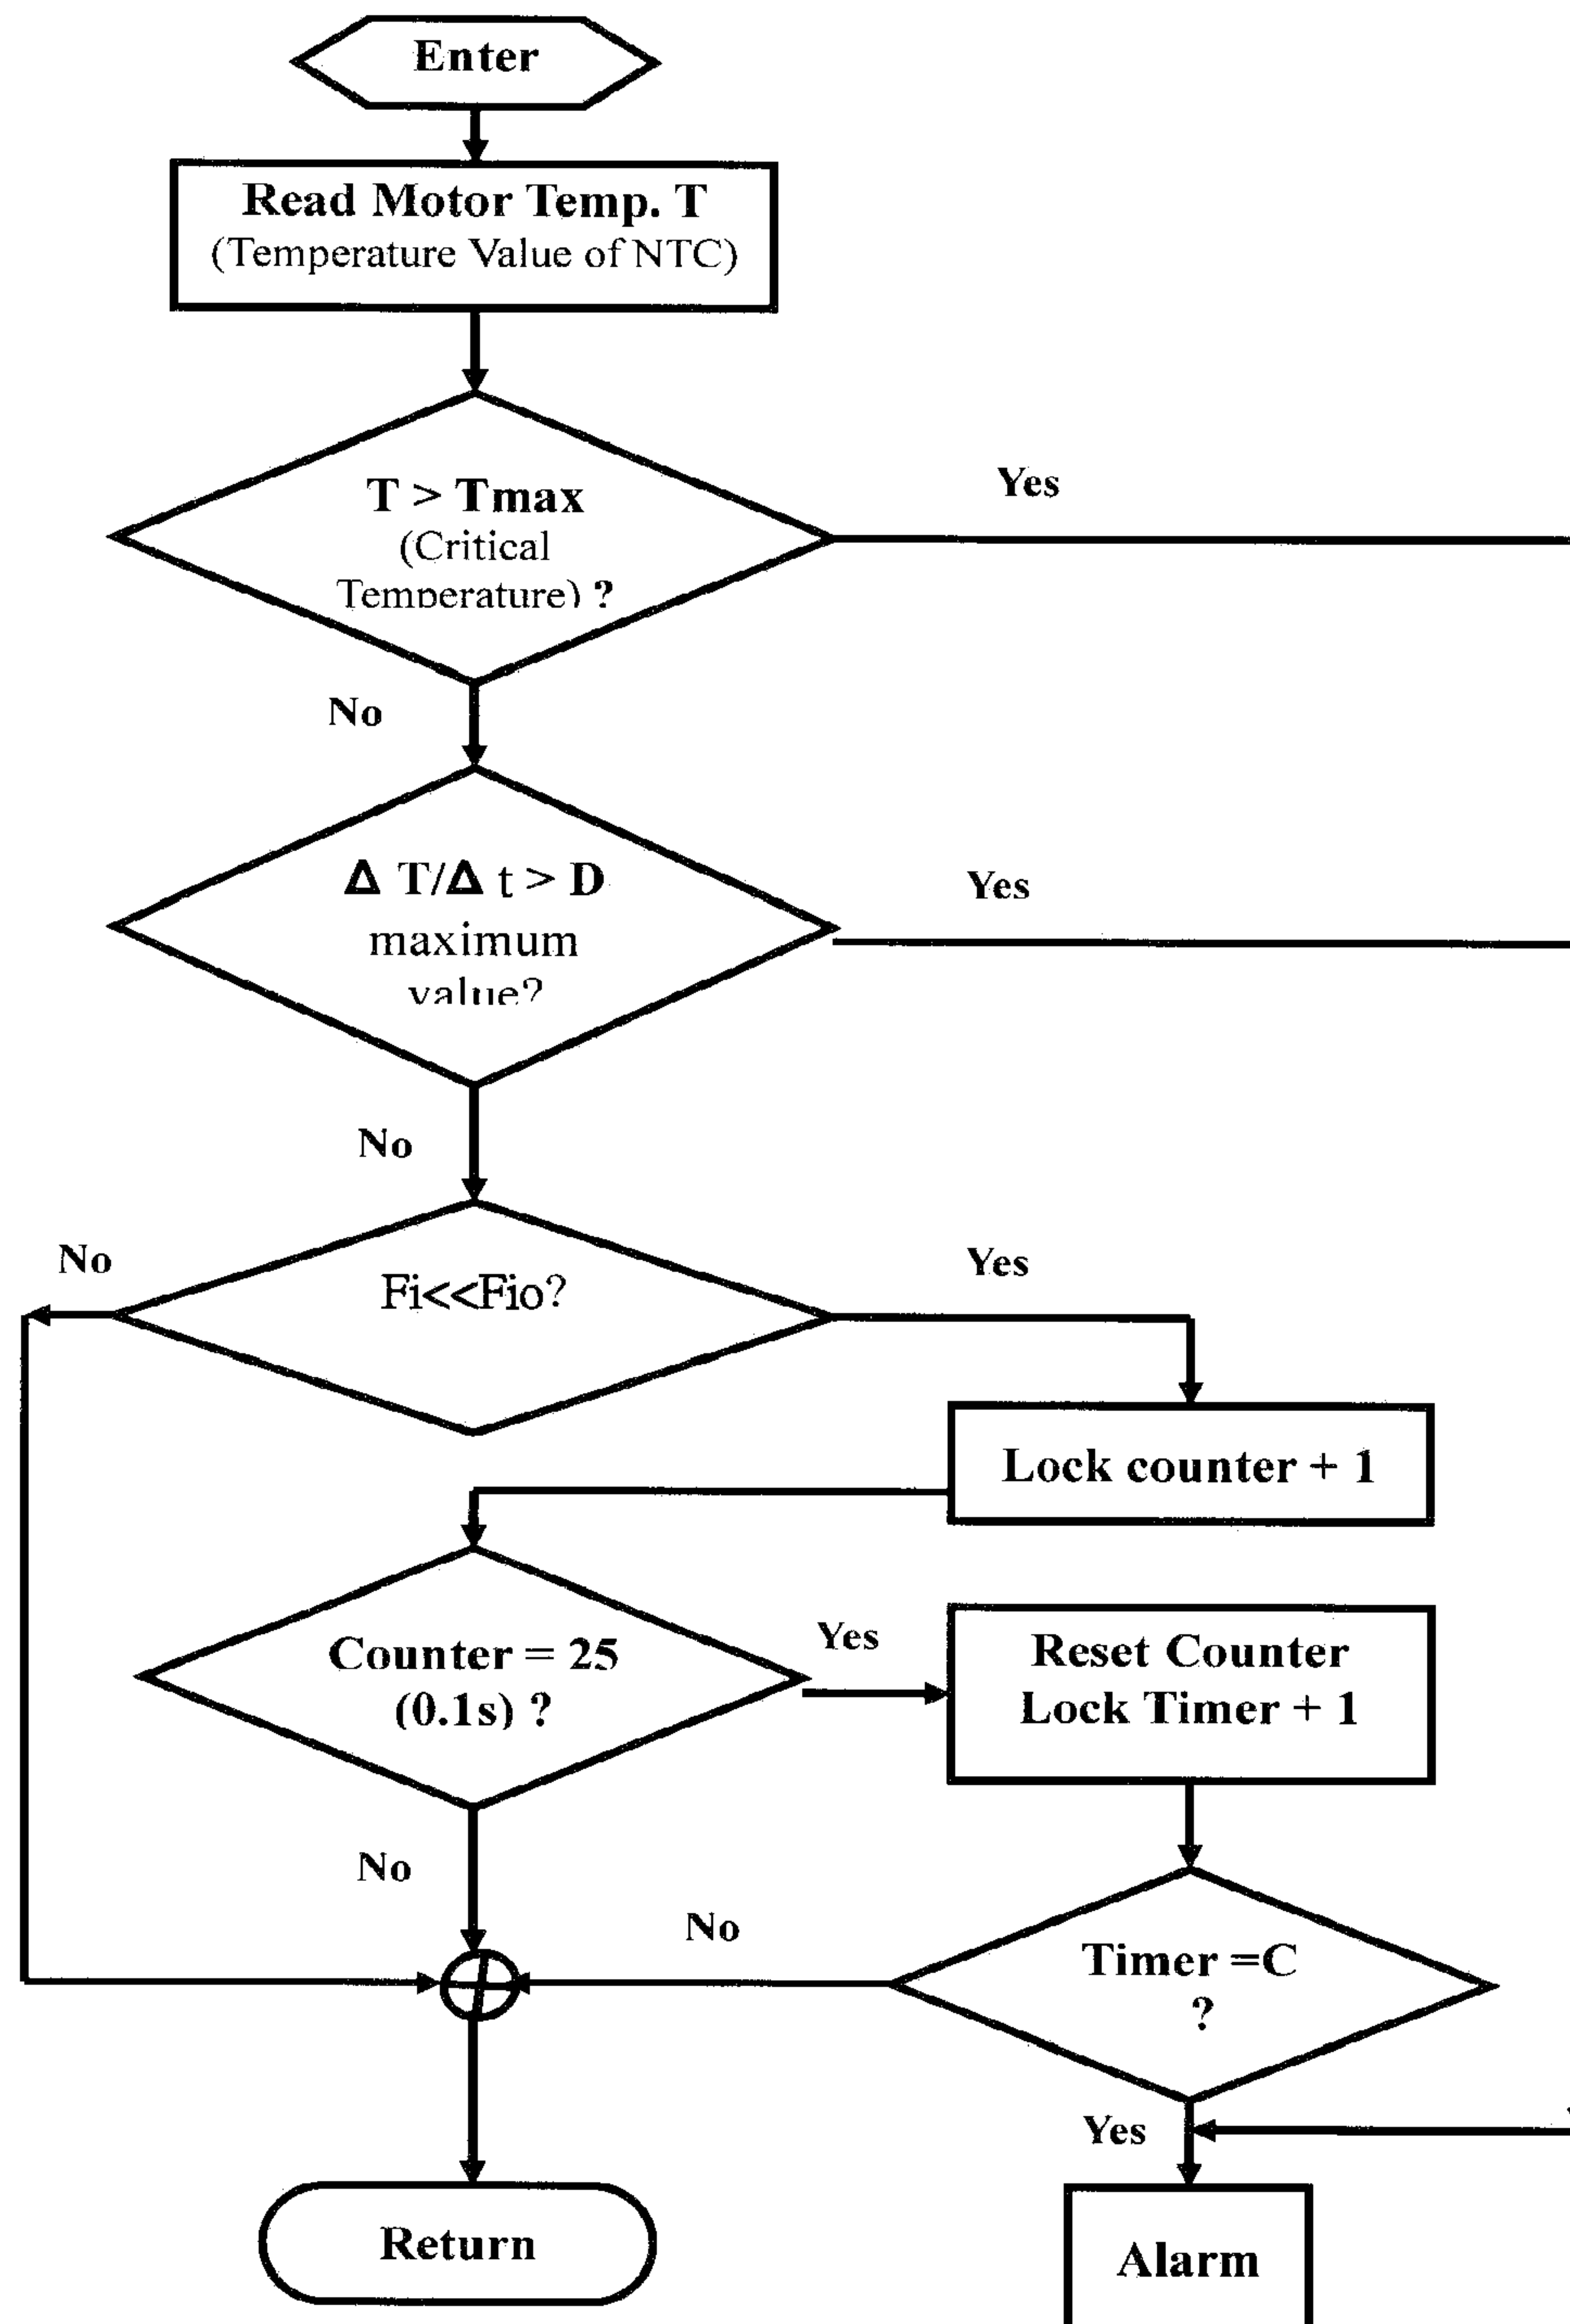 Enter
Read Motor Temp. T
(Temperature Value of NTC)
T > Tmax
(Critical
Temperature) ?
Yes
No
Δ T/Δ t > D
maximum
value?
Yes
No
Fi<<Fio?
No
Yes
Lock counter + 1
Counter = 25
(0.1s) ?
Yes
Reset Counter
Lock Timer + 1
No
No
Timer =C
?
Yes
Return
Alarm